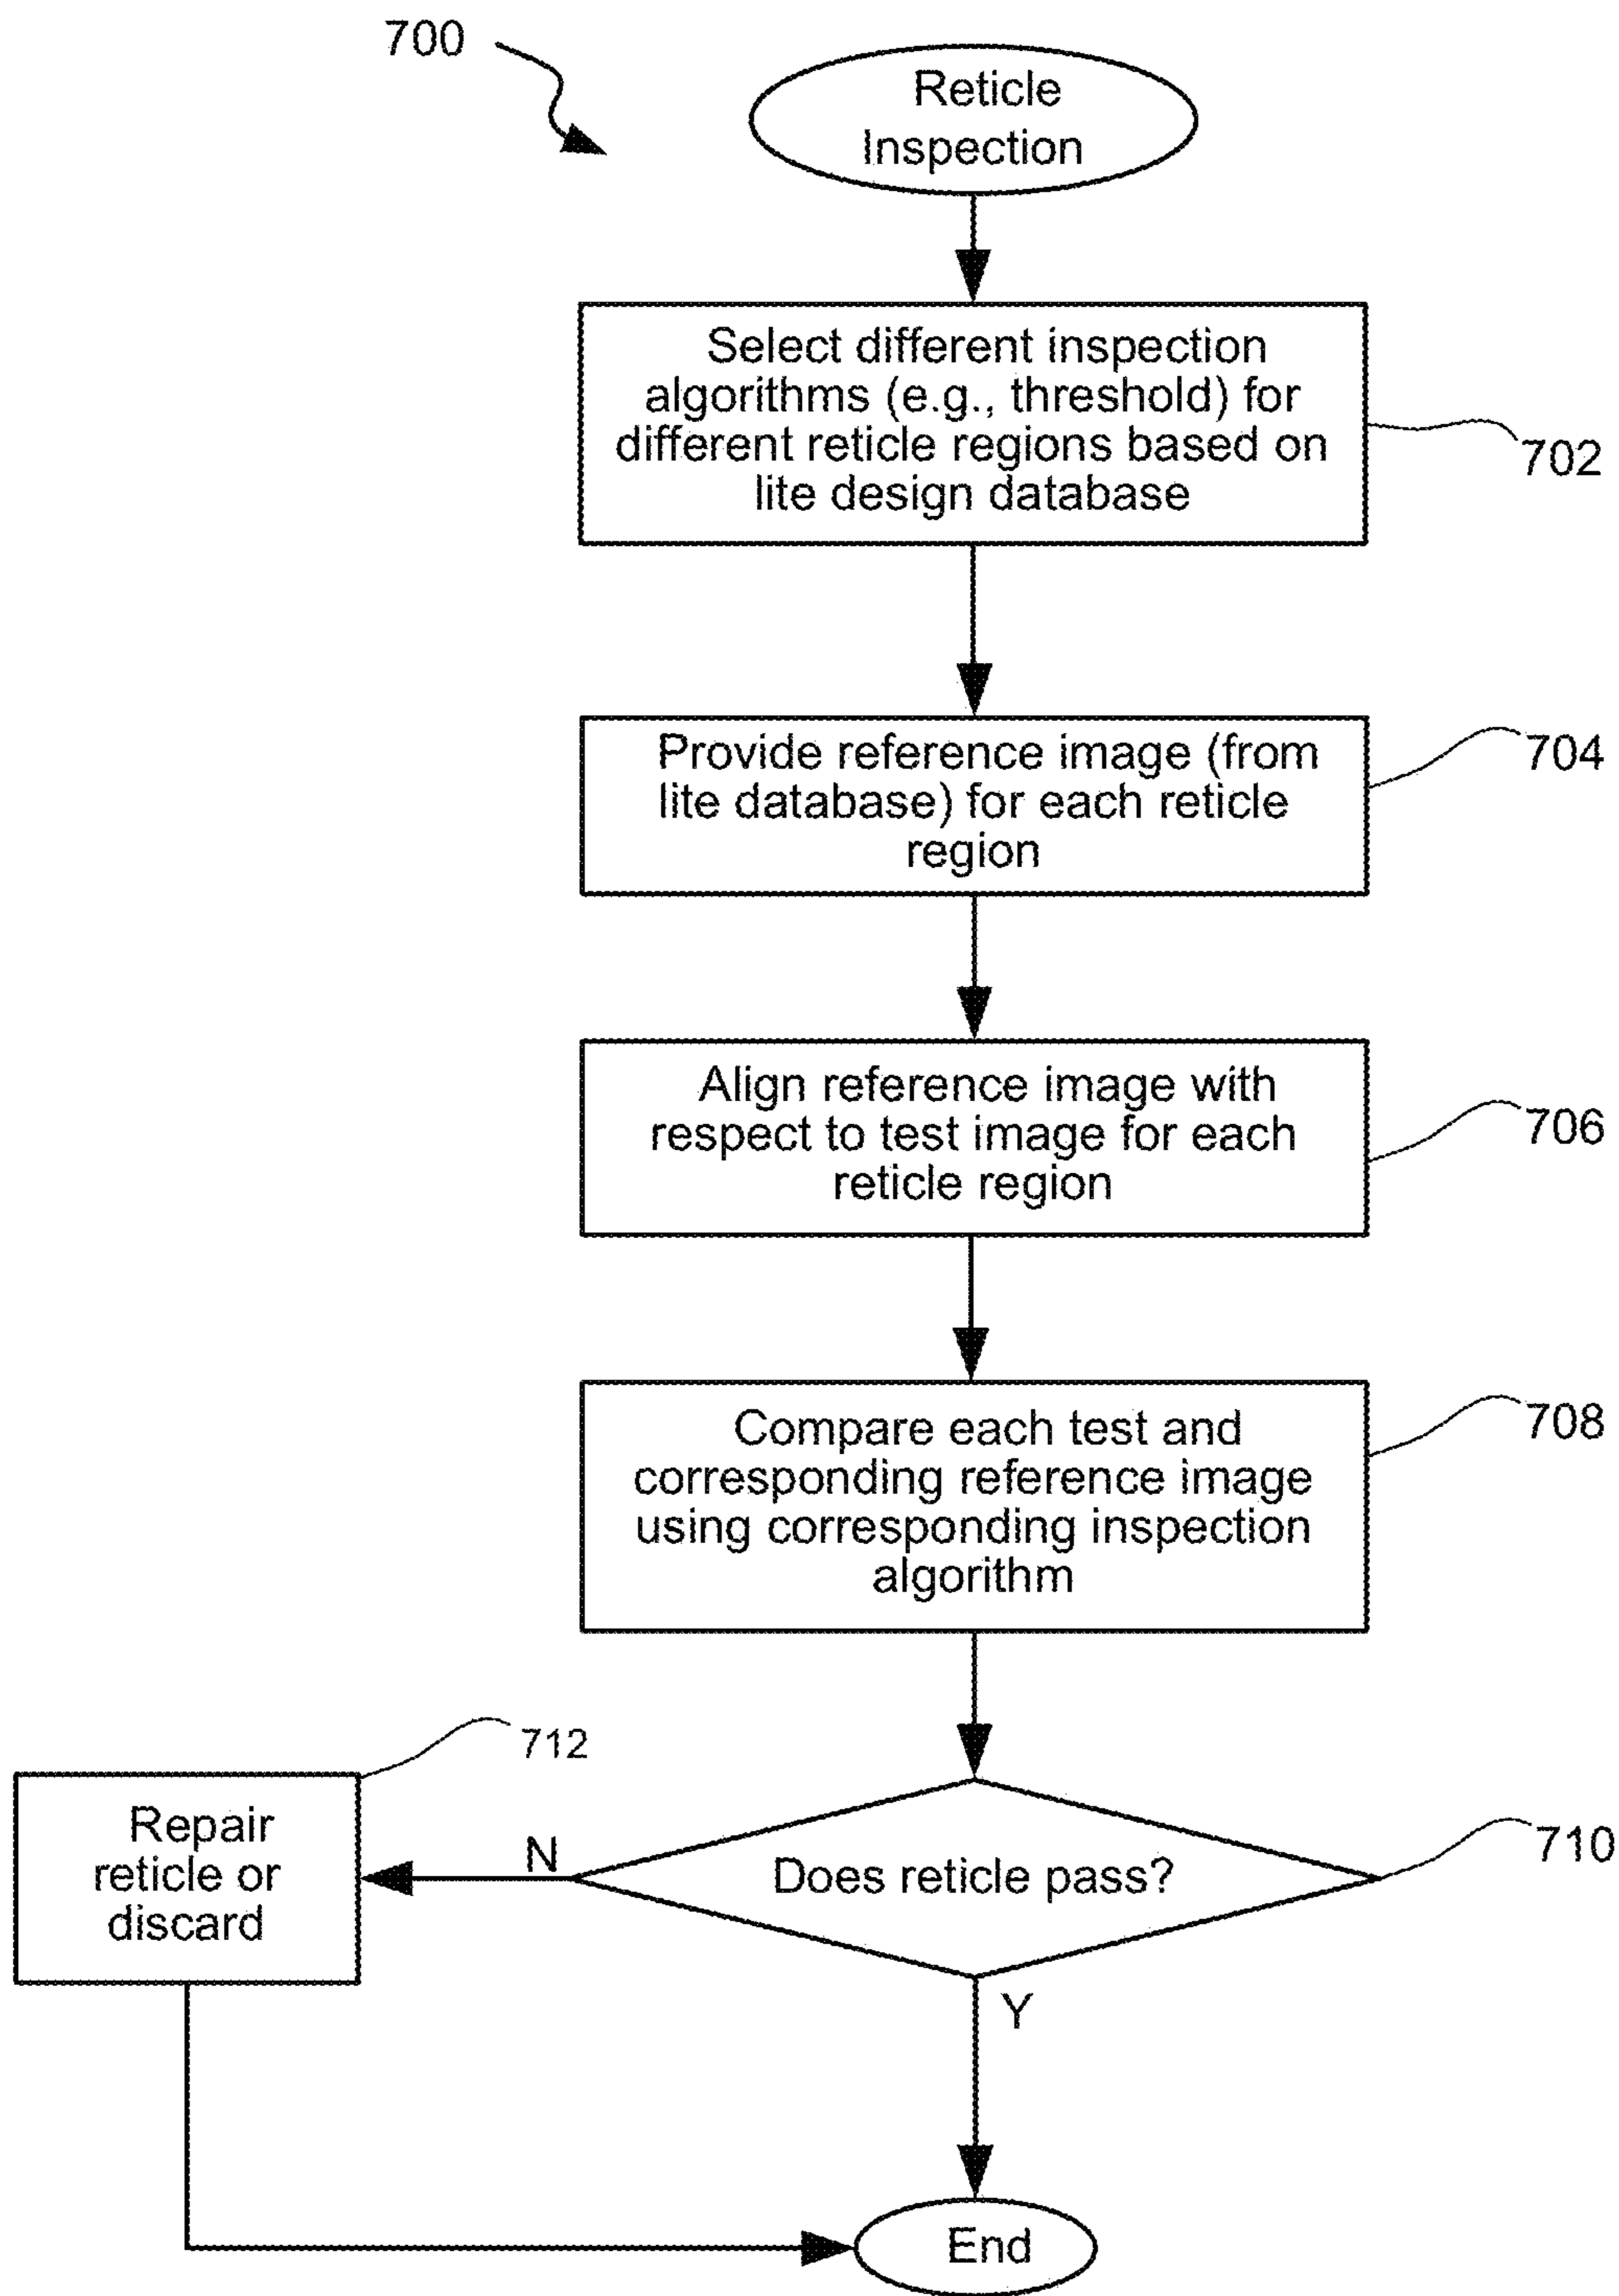 700
Reticle
Inspection
Select different inspection
algorithms (e.g., threshold) for
different reticle regions based on
lite design database
702
Provide reference image (from
lite database) for each reticle
region
704
Align reference image with
respect to test image for each
reticle region
706
Compare each test and
corresponding reference image
using corresponding inspection
algorithm
708
712
Repair
reticle or
discard
N
Does reticle pass?
710
Y
End